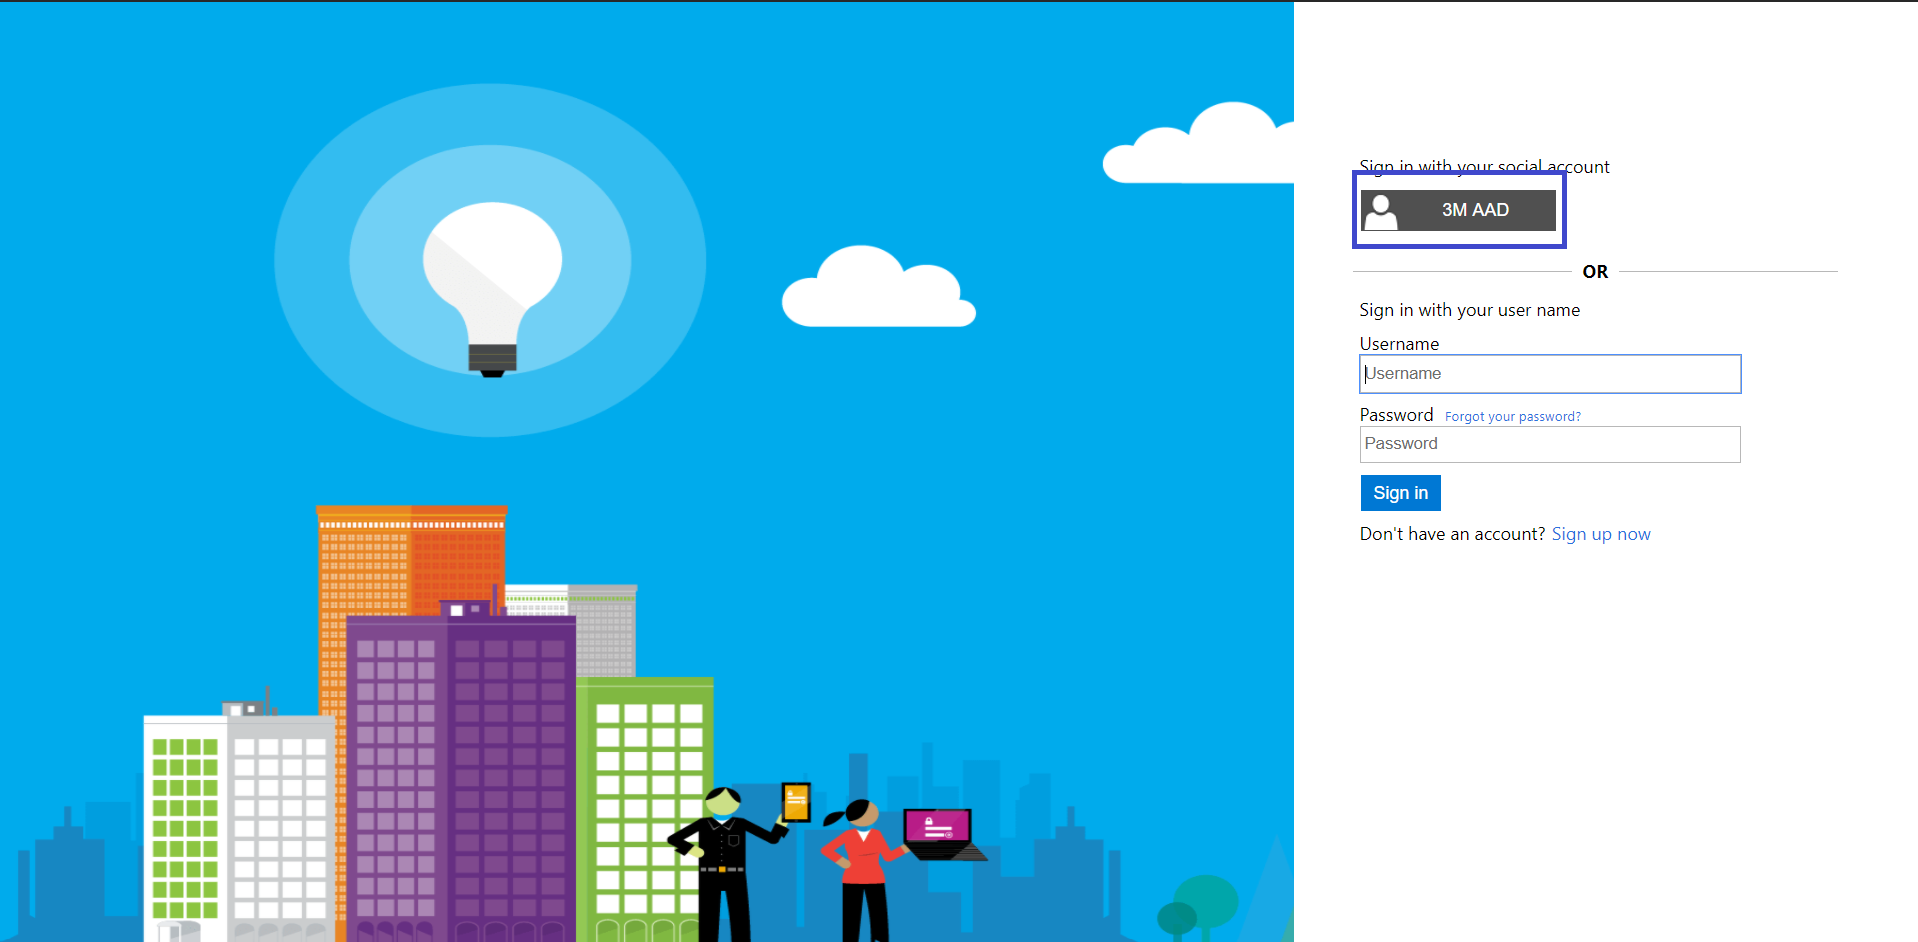 Sign in with your social account
3M AAD
OR
Sign in with your user name
Username
Username
Password Forgot your password?
Password
Sign in
Don't have an account? Sign up now